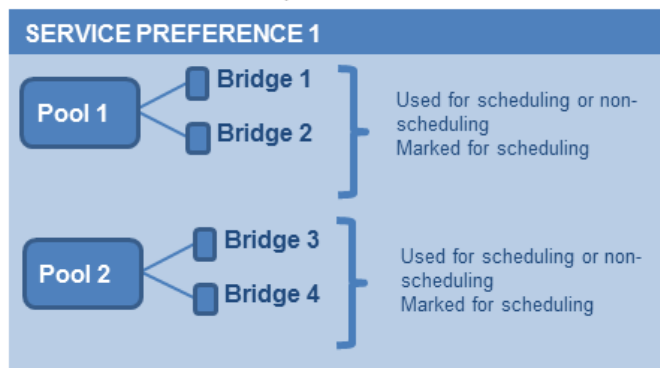 SERVICE PREFERENCE 1
Pool 1
Bridge 1
Bridge 2
Used for scheduling or non-
scheduling
Marked for scheduling
Pool 2
Bridge 3
Bridge 4
Used for scheduling or non-
scheduling
Marked for scheduling